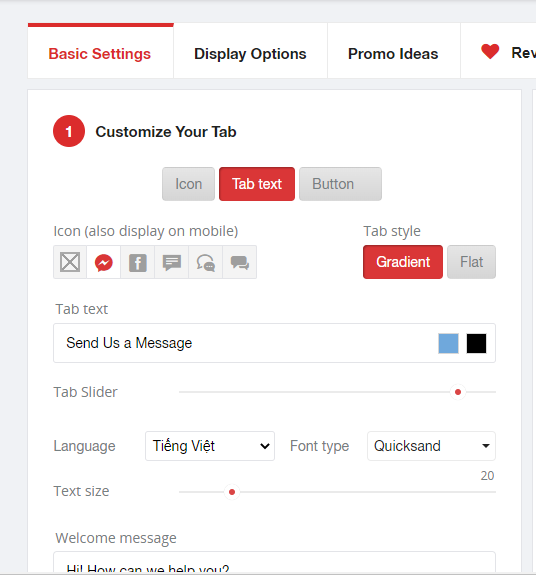 Basic Settings Display Options Promo Ideas Rev
1 Customize Your Tab
Icon Tab text Button
Icon (also display on mobile) Tab style
Gradient Flat
Tab text
Send Us a Message
Tab Slider
Language Tiếng Việt Font type Quicksand
20
Text size
Welcome message
Hi! How can we help you?